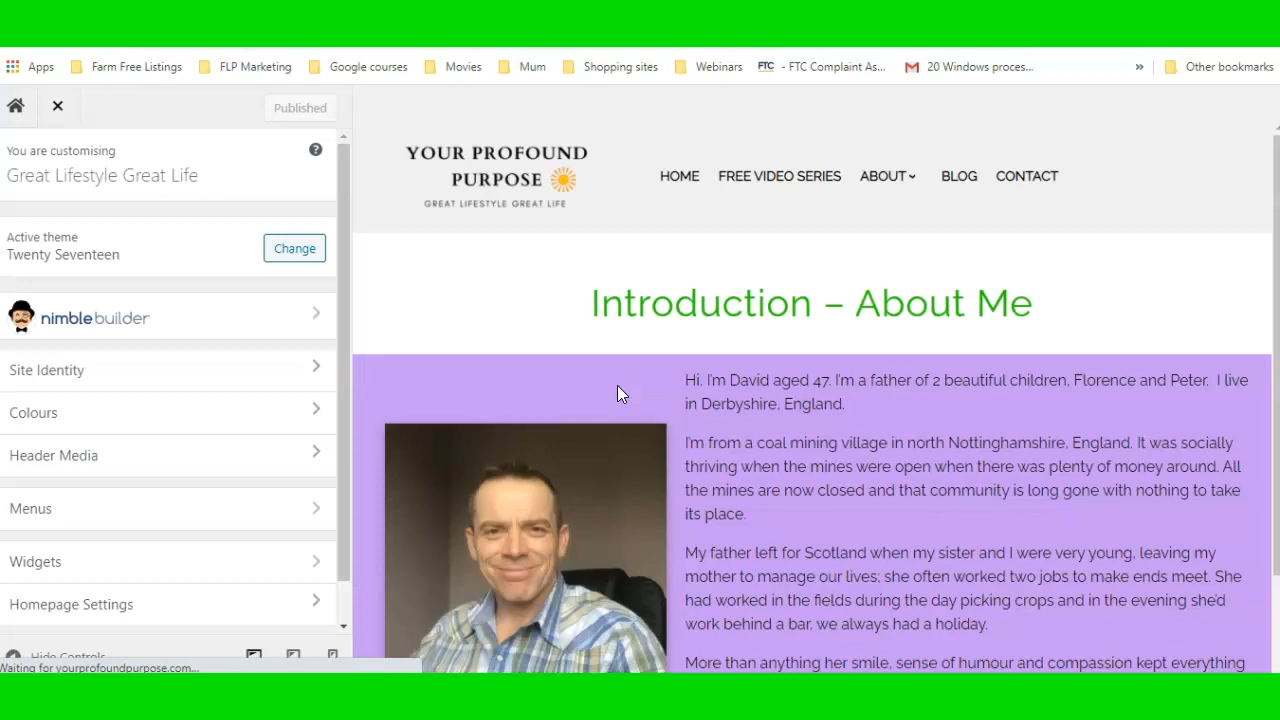 Apps Farm Free Listings FLP Marketing Google courses Movies Mum Shopping sites Webinars FTC - FTC Complaint As... 20 Windows proces... » Other bookmarks
Published
You are customising
Great Lifestyle Great Life
Active theme
Twenty Seventeen
Change
nimblebuilder
Site Identity
Colours
Header Media
Menus
Widgets
Homepage Settings
Hide Controls
Waiting for yourprofoundpurpose.com...
YOUR PROFOUND
PURPOSE
GREAT LIFESTYLE GREAT LIFE
HOME FREE VIDEO SERIES ABOUT BLOG CONTACT
Introduction – About Me
Hi, I'm David aged 47. I'm a father of 2 beautiful children, Florence and Peter. I live
in Derbyshire, England.
I'm from a coal mining village in north Nottinghamshire, England. It was socially
thriving when the mines were open when there was plenty of money around. All
the mines are now closed and that community is long gone with nothing to take
its place.
My father left for Scotland when my sister and I were very young, leaving my
mother to manage our lives; she often worked two jobs to make ends meet. She
had worked in the fields during the day picking crops and in the evening she'd
work behind a bar, we always had a holiday.
More than anything her smile, sense of humour and compassion kept everything